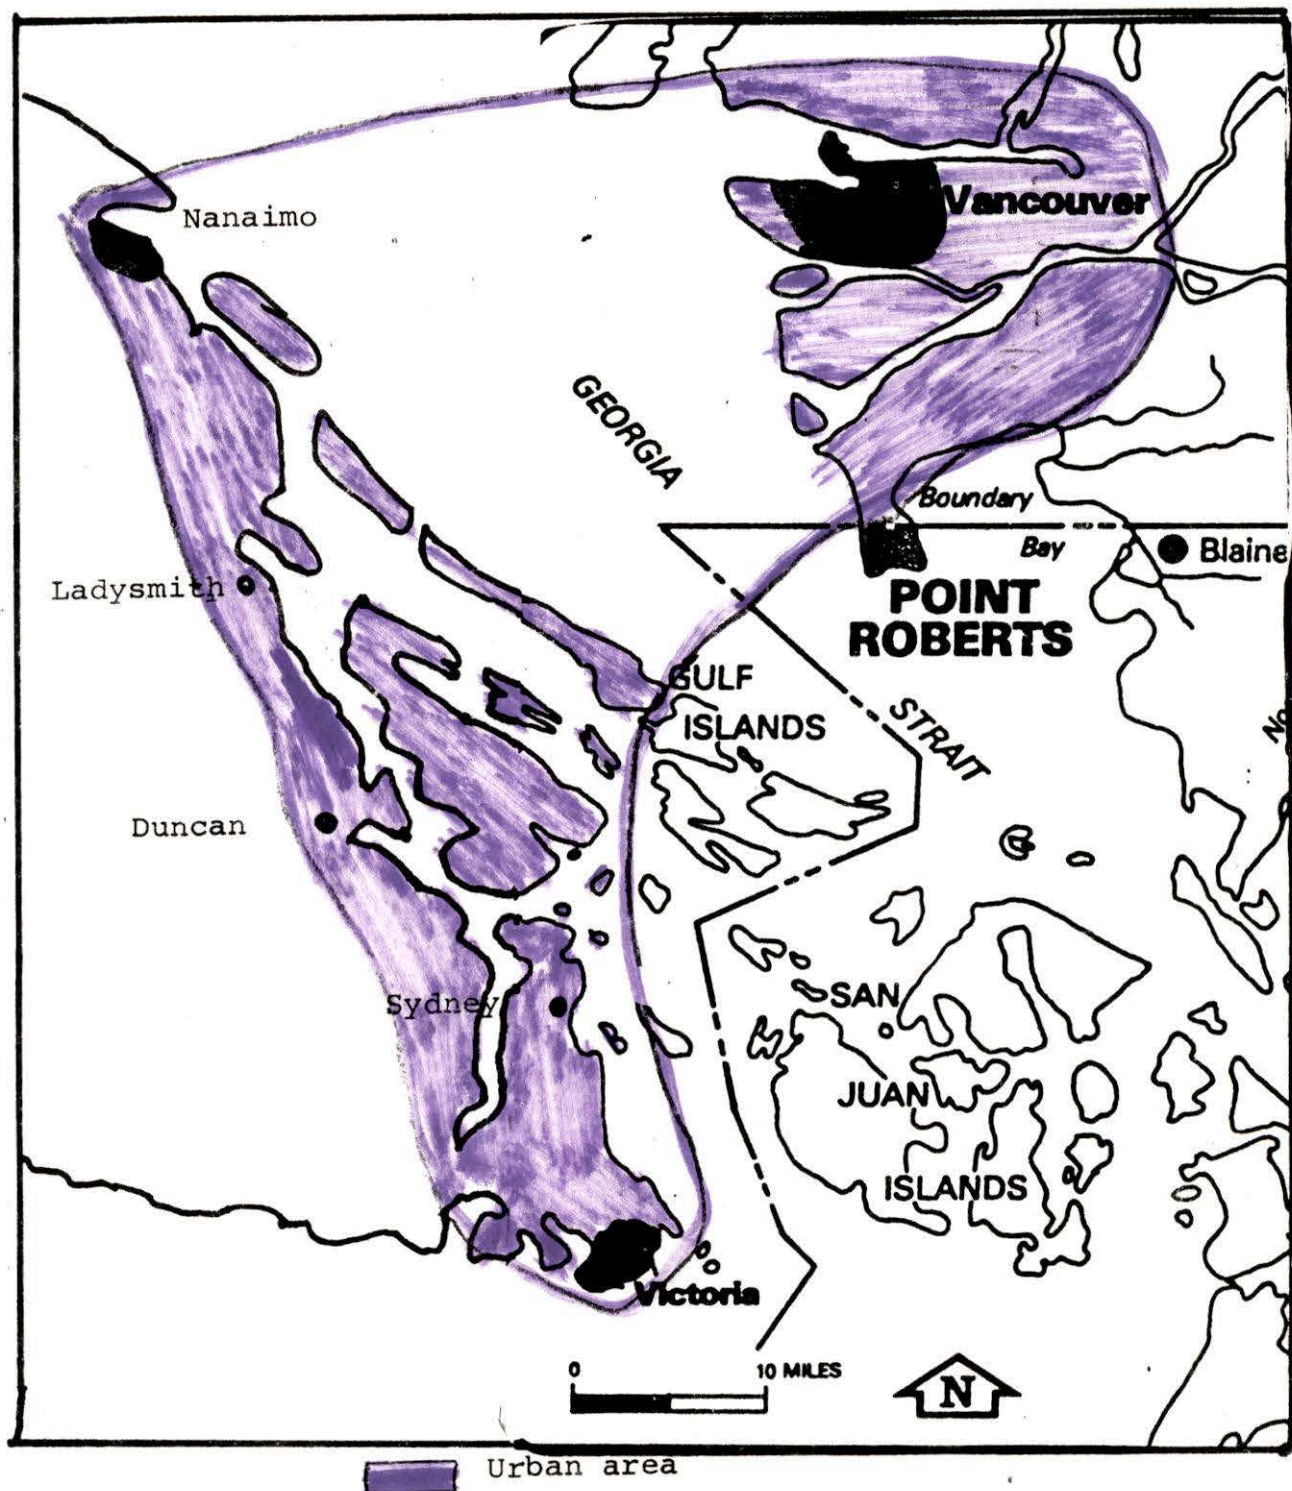 Vancouver
Nanaimo
GEORGIA
Boundary
Bay
Blaine
Ladysmith
POINT
ROBERTS
GULF
ISLANDS
STRAIT
No
Duncan
SAN
Sydney
JUAN
ISLANDS
Victoria
0 10 MILES
N
Urban area